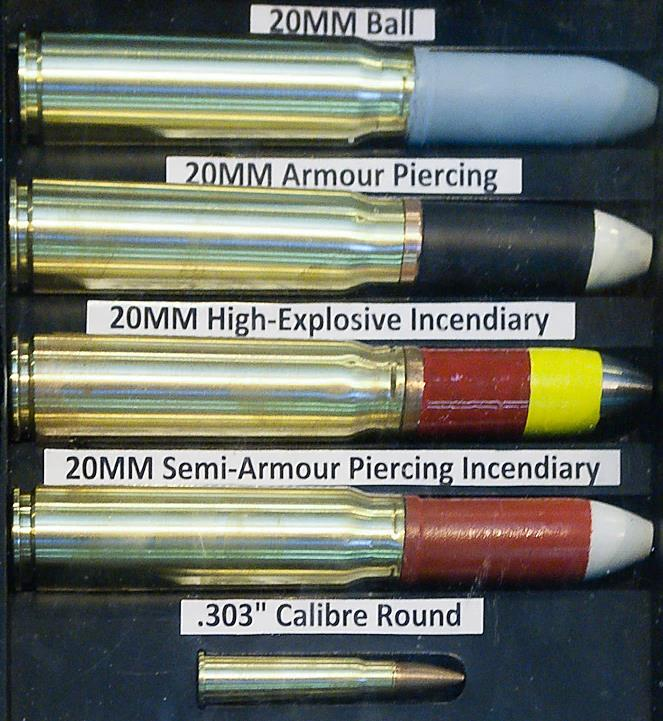 20MM Ball
20MM Armour Piercing
20MM High-Explosive Incendiary
20MM Semi-Armour Piercing Incendiary
.303" Calibre Round